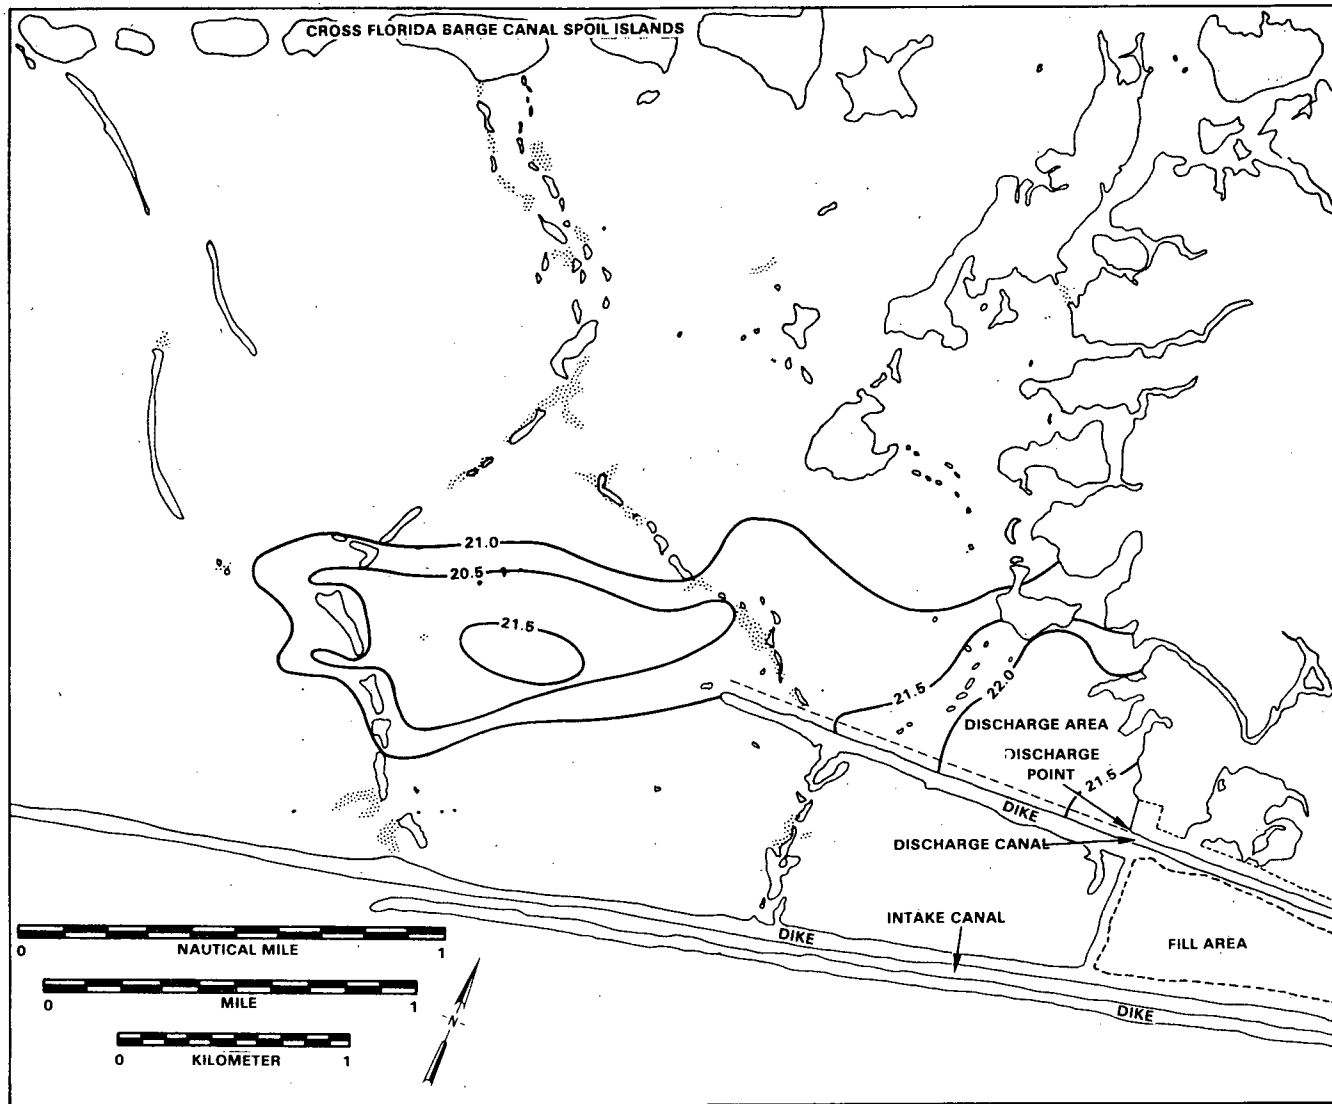 CROSS FLORIDA BARGE CANAL SPOIL ISLANDS
21.0
20.5
21.5
21.5
22.0
DISCHARGE AREA
DISCHARGE
POINT
21.5
DIKE
DISCHARGE CANAL
INTAKE CANAL
DIKE
FILL AREA
DIKE
0 NAUTICAL MILE 1
0 MILE 1
0 KILOMETER 1
N